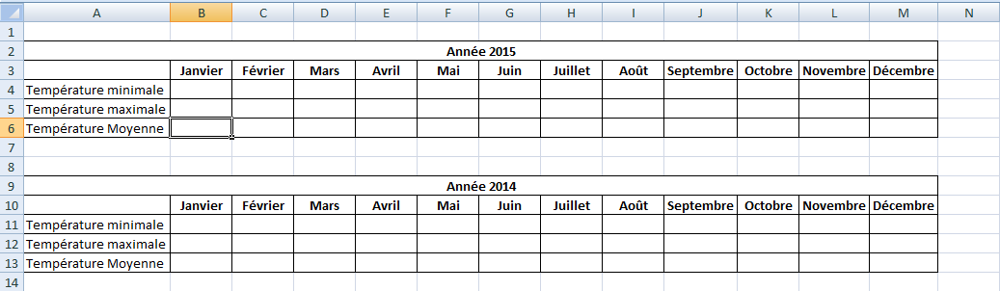 A B C D E F G H I J K L M N
1
2 Année 2015
3 Janvier Février Mars Avril Mai Juin Juillet Août Septembre Octobre Novembre Décembre
4 Température minimale
5 Température maximale
6 Température Moyenne
7
8
9 Année 2014
10 Janvier Février Mars Avril Mai Juin Juillet Août Septembre Octobre Novembre Décembre
11 Température minimale
12 Température maximale
13 Température Moyenne
14